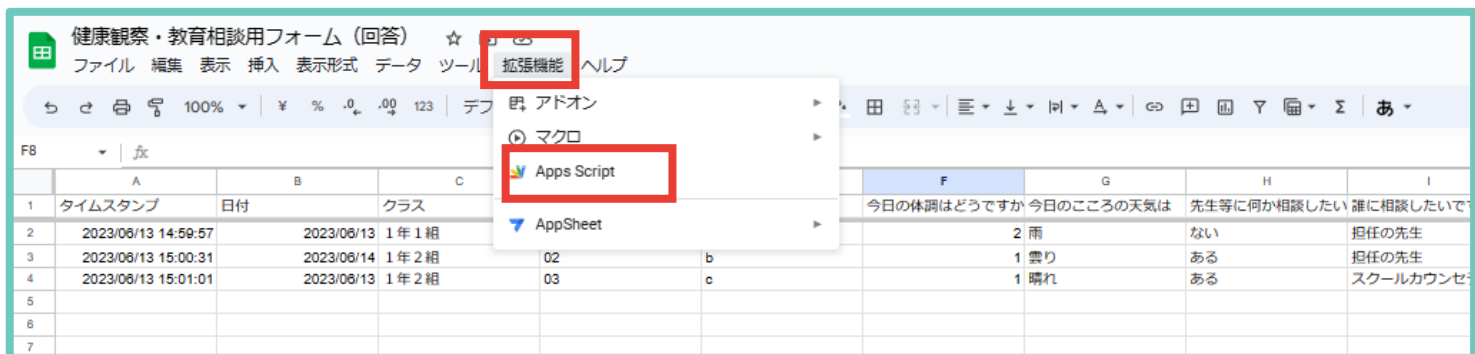 健康観察・教育相談用フォーム（回答）
ファイル 編集 表示 挿入 表示形式 データ ツール 拡張機能 ヘルプ
100% ¥ % .0 .00 123 デフ あ
アドオン
マクロ
Apps Script
AppSheet
F8 fx
A B C F G H I
1 タイムスタンプ 日付 クラス 今日の体調はどうですか 今日のこころの天気は 先生等に何か相談したい 誰に相談したいで
2 2023/06/13 14:59:57 2023/06/13 １年１組 2 雨 ない 担任の先生
3 2023/06/13 15:00:31 2023/06/14 １年２組 02 b 1 雲り ある 担任の先生
4 2023/06/13 15:01:01 2023/06/13 １年２組 03 c 1 晴れ ある スクールカウンセ
5
6
7